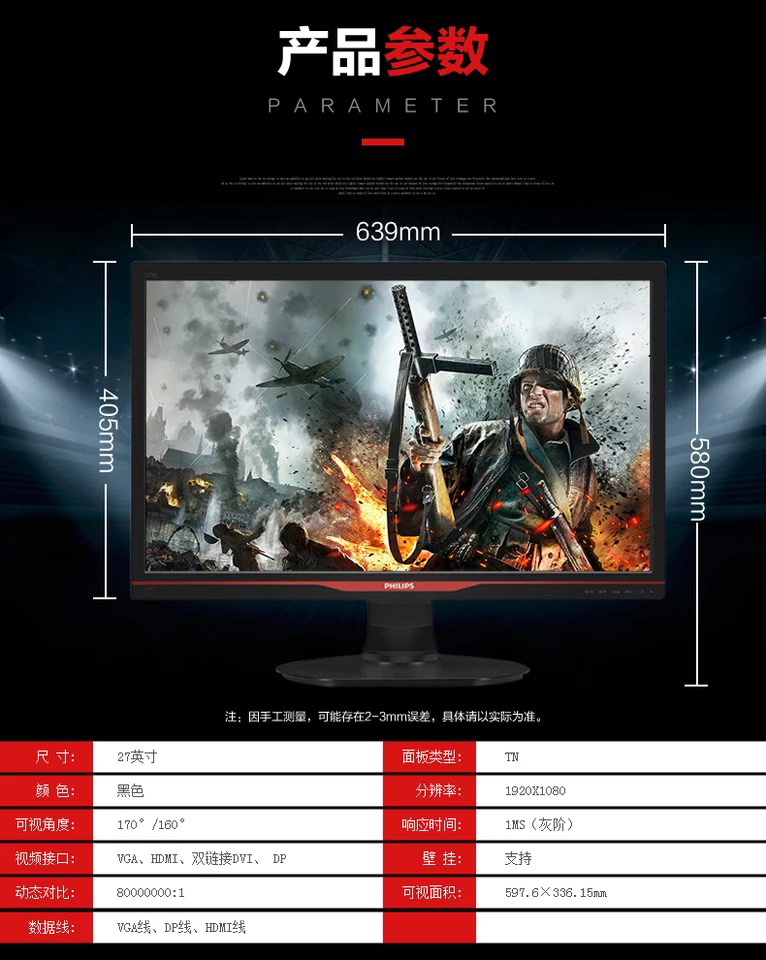 产品参数
PARAMETER
639mm
405mm
580mm
PHILIPS
注：因手工测量，可能存在2-3mm误差，具体请以实际为准。
尺 寸： 27英寸 面板类型： TN
颜 色： 黑色 分辨率： 1920X1080
可视角度： 170°/160° 响应时间： 1MS（灰阶）
视频接口： VGA、HDMI、双链接DVI、 DP 壁 挂： 支持
动态对比： 80000000:1 可视面积： 597.6×336.15mm
数据线： VGA线、DP线、HDMI线